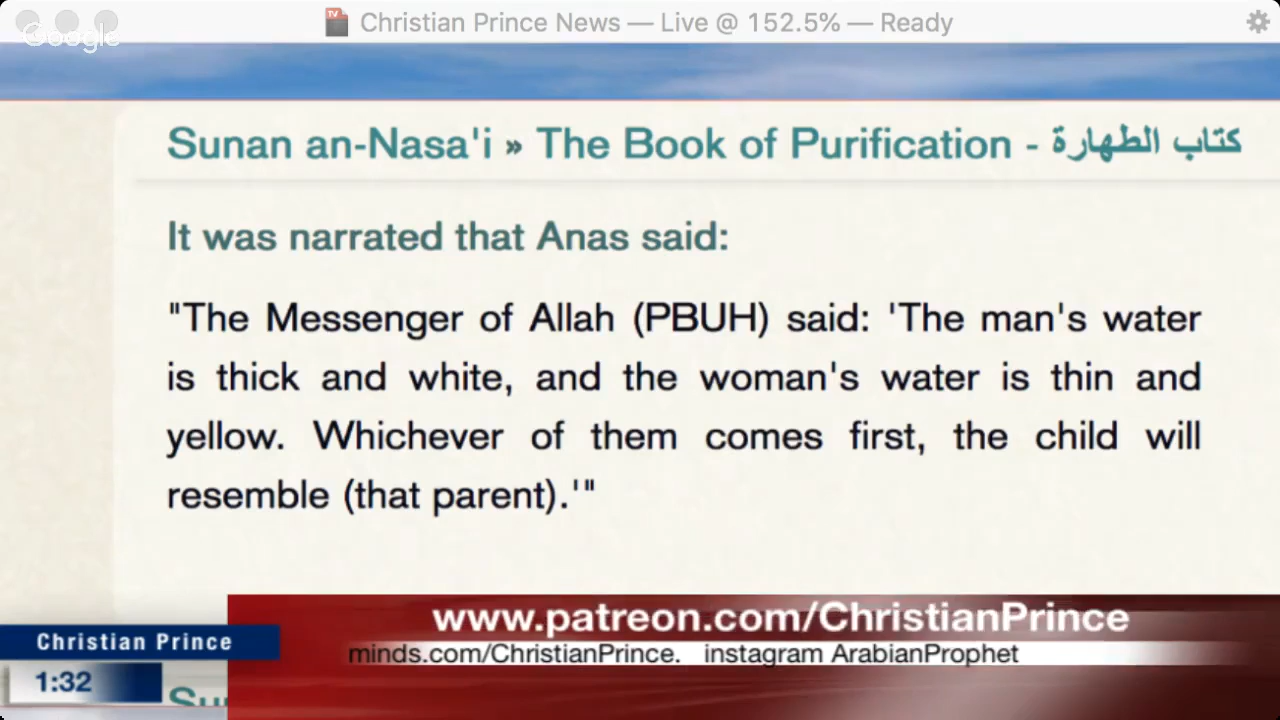 Christian Prince News — Live @ 152.5% — Ready
Google
Sunan an-Nasa'i » The Book of Purification - كتاب الطهارة
It was narrated that Anas said:
"The Messenger of Allah (PBUH) said: 'The man's water
is thick and white, and the woman's water is thin and
yellow. Whichever of them comes first, the child will
resemble (that parent).'"
www.patreon.com/ChristianPrince
Christian Prince
minds.com/ChristianPrince. instagram ArabianProphet
1:32